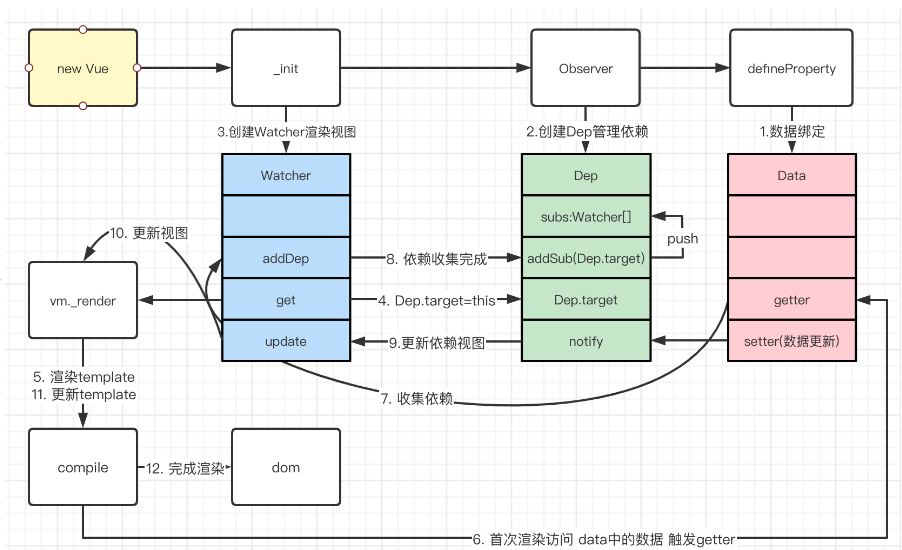 new Vue
_init
Observer
defineProperty
3.创建Watcher渲染视图
2.创建Dep管理依赖
1.数据绑定
Watcher
Dep
Data
subs:Watcher[]
push
10. 更新视图
addDep
8. 依赖收集完成
addSub(Dep.target)
vm._render
get
4. Dep.target=this
Dep.target
getter
update
9.更新依赖视图
notify
setter(数据更新)
5. 渲染template
11. 更新template
7. 收集依赖
compile
12. 完成渲染
dom
6. 首次渲染访问 data中的数据 触发getter